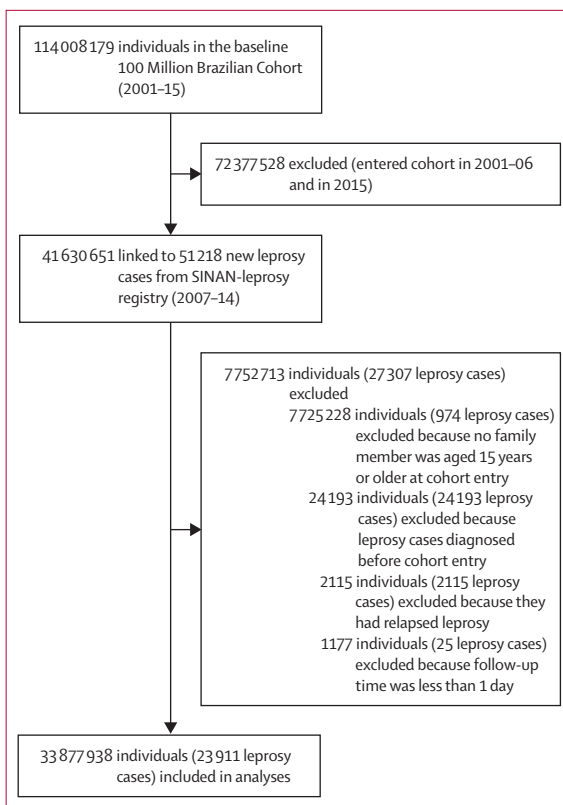 114 008 179 individuals in the baseline
100 Million Brazilian Cohort
(2001–15)
72 377 528 excluded (entered cohort in 2001–06
and in 2015)
41 630 651 linked to 51 218 new leprosy
cases from SINAN-leprosy
registry (2007–14)
7 752 713 individuals (27 307 leprosy cases)
excluded
7 725 228 individuals (974 leprosy cases)
excluded because no family
member was aged 15 years
or older at cohort entry
24 193 individuals (24 193 leprosy
cases) excluded because
leprosy cases diagnosed
before cohort entry
2115 individuals (2115 leprosy
cases) excluded because they
had relapsed leprosy
1177 individuals (25 leprosy cases)
excluded because follow-up
time was less than 1 day
33 877 938 individuals (23 911 leprosy
cases) included in analyses